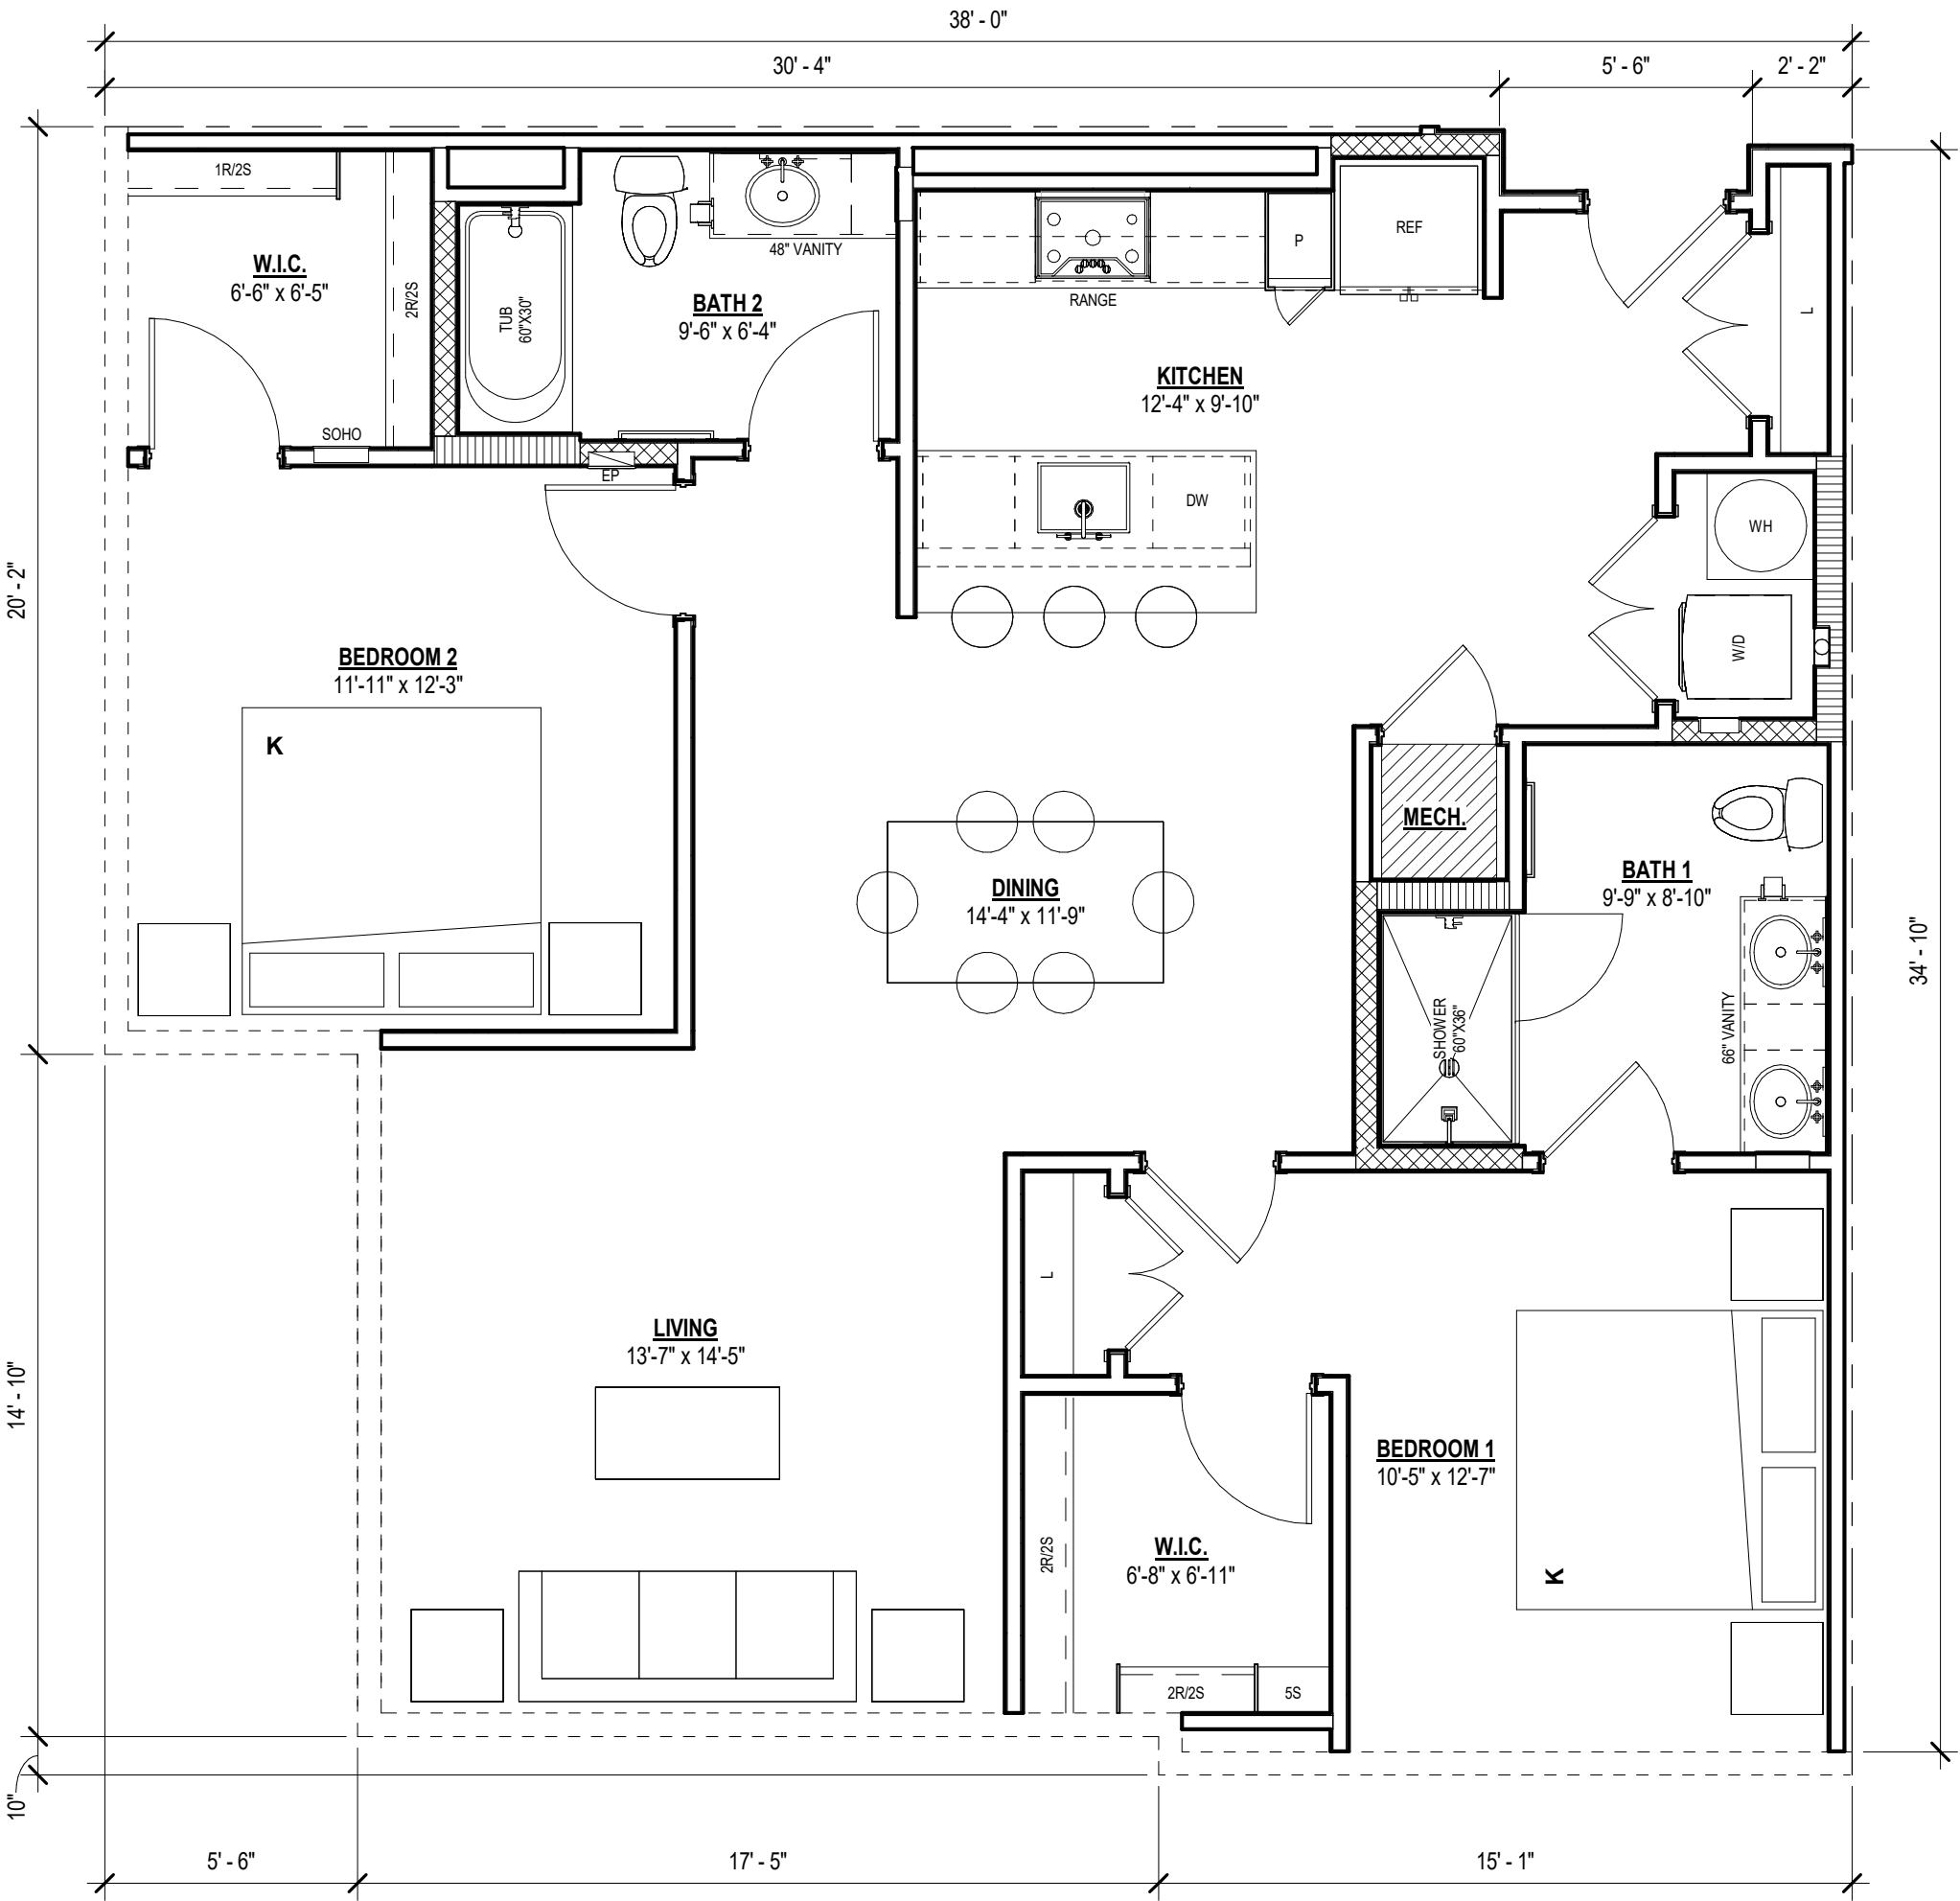 38' - 0"
30' - 4"
5' - 6"
2' - 2"
1R/2S
W.I.C.
6'-6" x 6'-5"
2R/2S
SOHO
TUB
60"X30"
48" VANITY
BATH 2
9'-6" x 6'-4"
EP
RANGE
P
REF
KITCHEN
12'-4" x 9'-10"
L
DW
WH
W/D
20' - 2"
BEDROOM 2
11'-11" x 12'-3"
K
MECH.
DINING
14'-4" x 11'-9"
BATH 1
9'-9" x 8'-10"
SHOWER
60"X36"
66" VANITY
34' - 10"
L
LIVING
13'-7" x 14'-5"
14' - 10"
BEDROOM 1
10'-5" x 12'-7"
K
2R/2S
W.I.C.
6'-8" x 6'-11"
2R/2S
5S
10"
5' - 6"
17' - 5"
15' - 1"